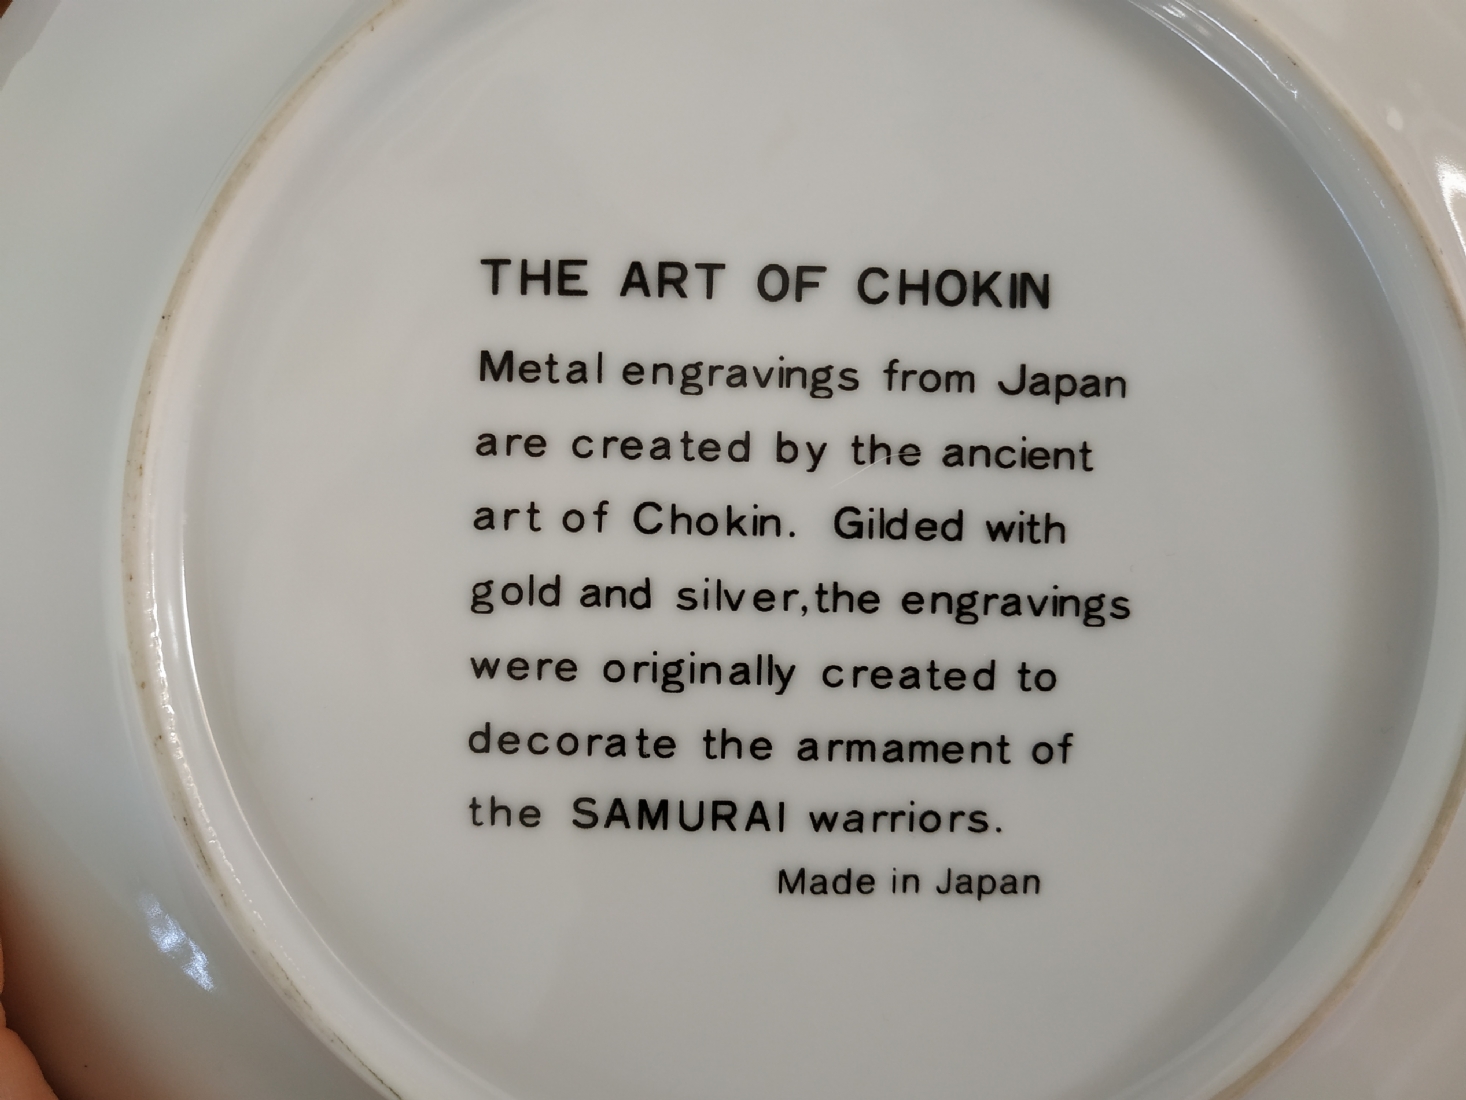 THE ART OF CHOKIN
Metal engravings from Japan
are created by the ancient
art of Chokin. Gilded with
gold and silver,the engravings
were originally created to
decorate the armament of
the SAMURAI warriors.
Made in Japan